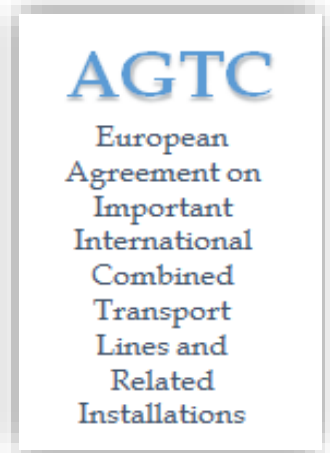 AGTC
European
Agreement on
Important
International
Combined
Transport
Lines and
Related
Installations